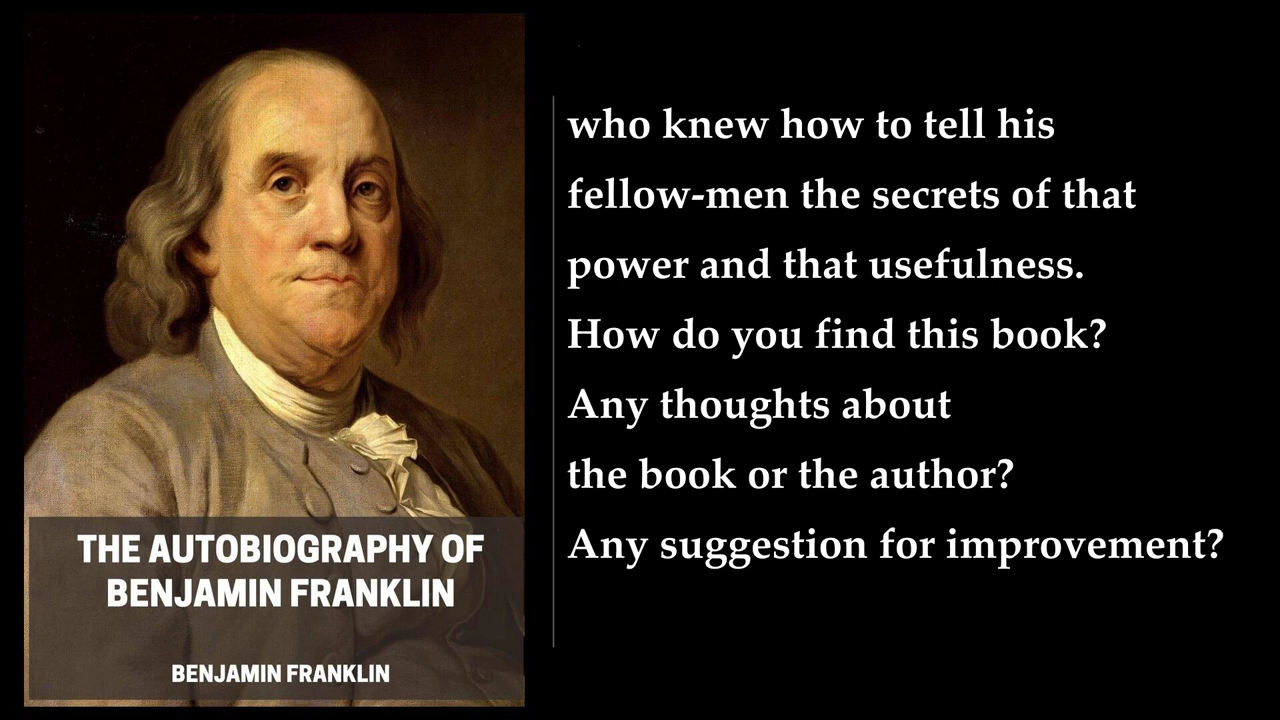 THE AUTOBIOGRAPHY OF
BENJAMIN FRANKLIN
BENJAMIN FRANKLIN
who knew how to tell his
fellow-men the secrets of that
power and that usefulness.
How do you find this book?
Any thoughts about
the book or the author?
Any suggestion for improvement?